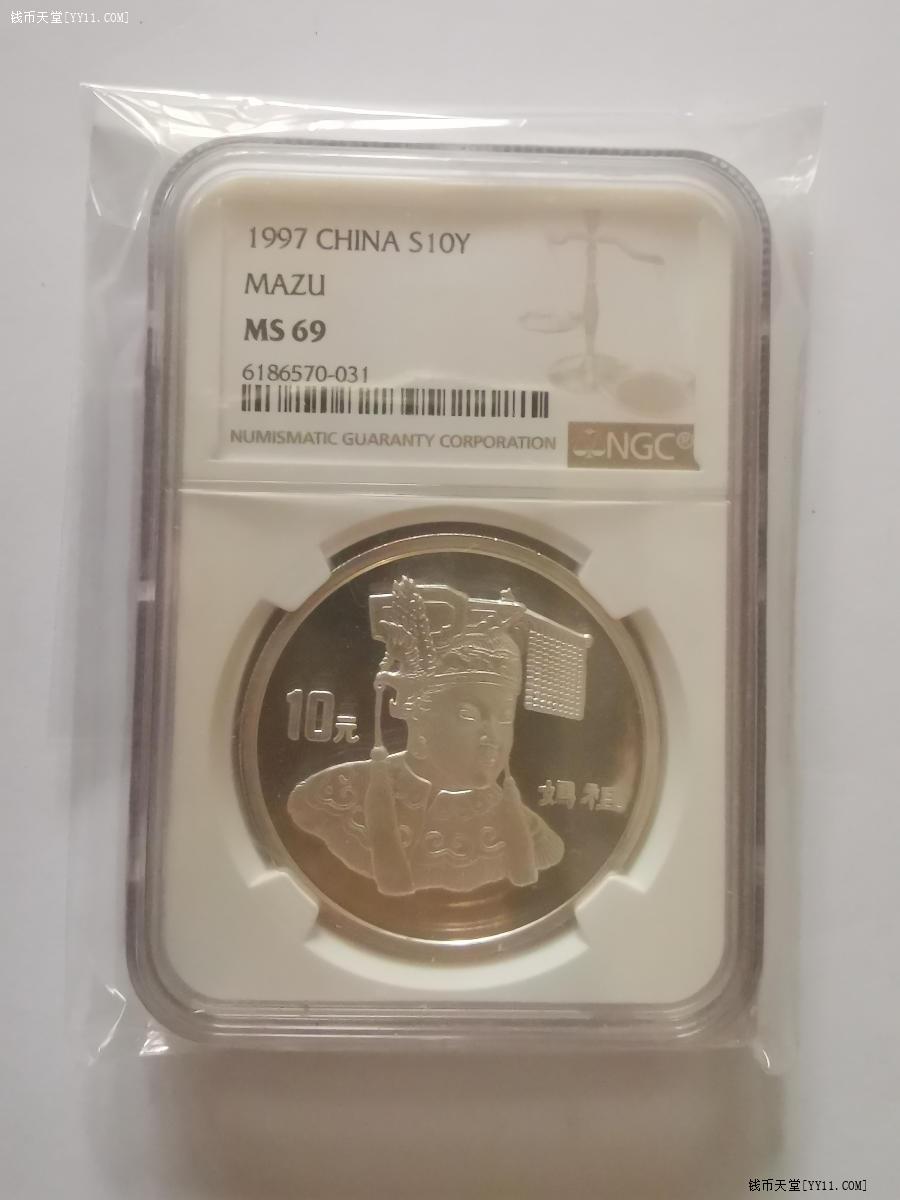 钱币天堂[YY11.COM]
1997 CHINA S10Y
MAZU
MS 69
6186570-031
NUMISMATIC GUARANTY CORPORATION
NGC
10元
妈祖
钱币天堂[YY11.COM]